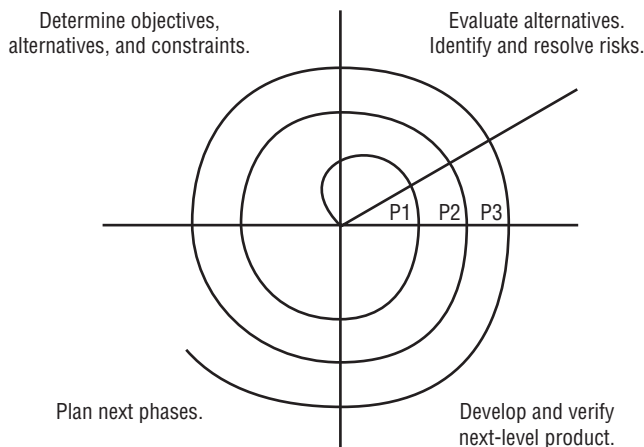 Determine objectives,
alternatives, and constraints.
Evaluate alternatives.
Identify and resolve risks.
P1
P2
P3
Plan next phases.
Develop and verify
next-level product.